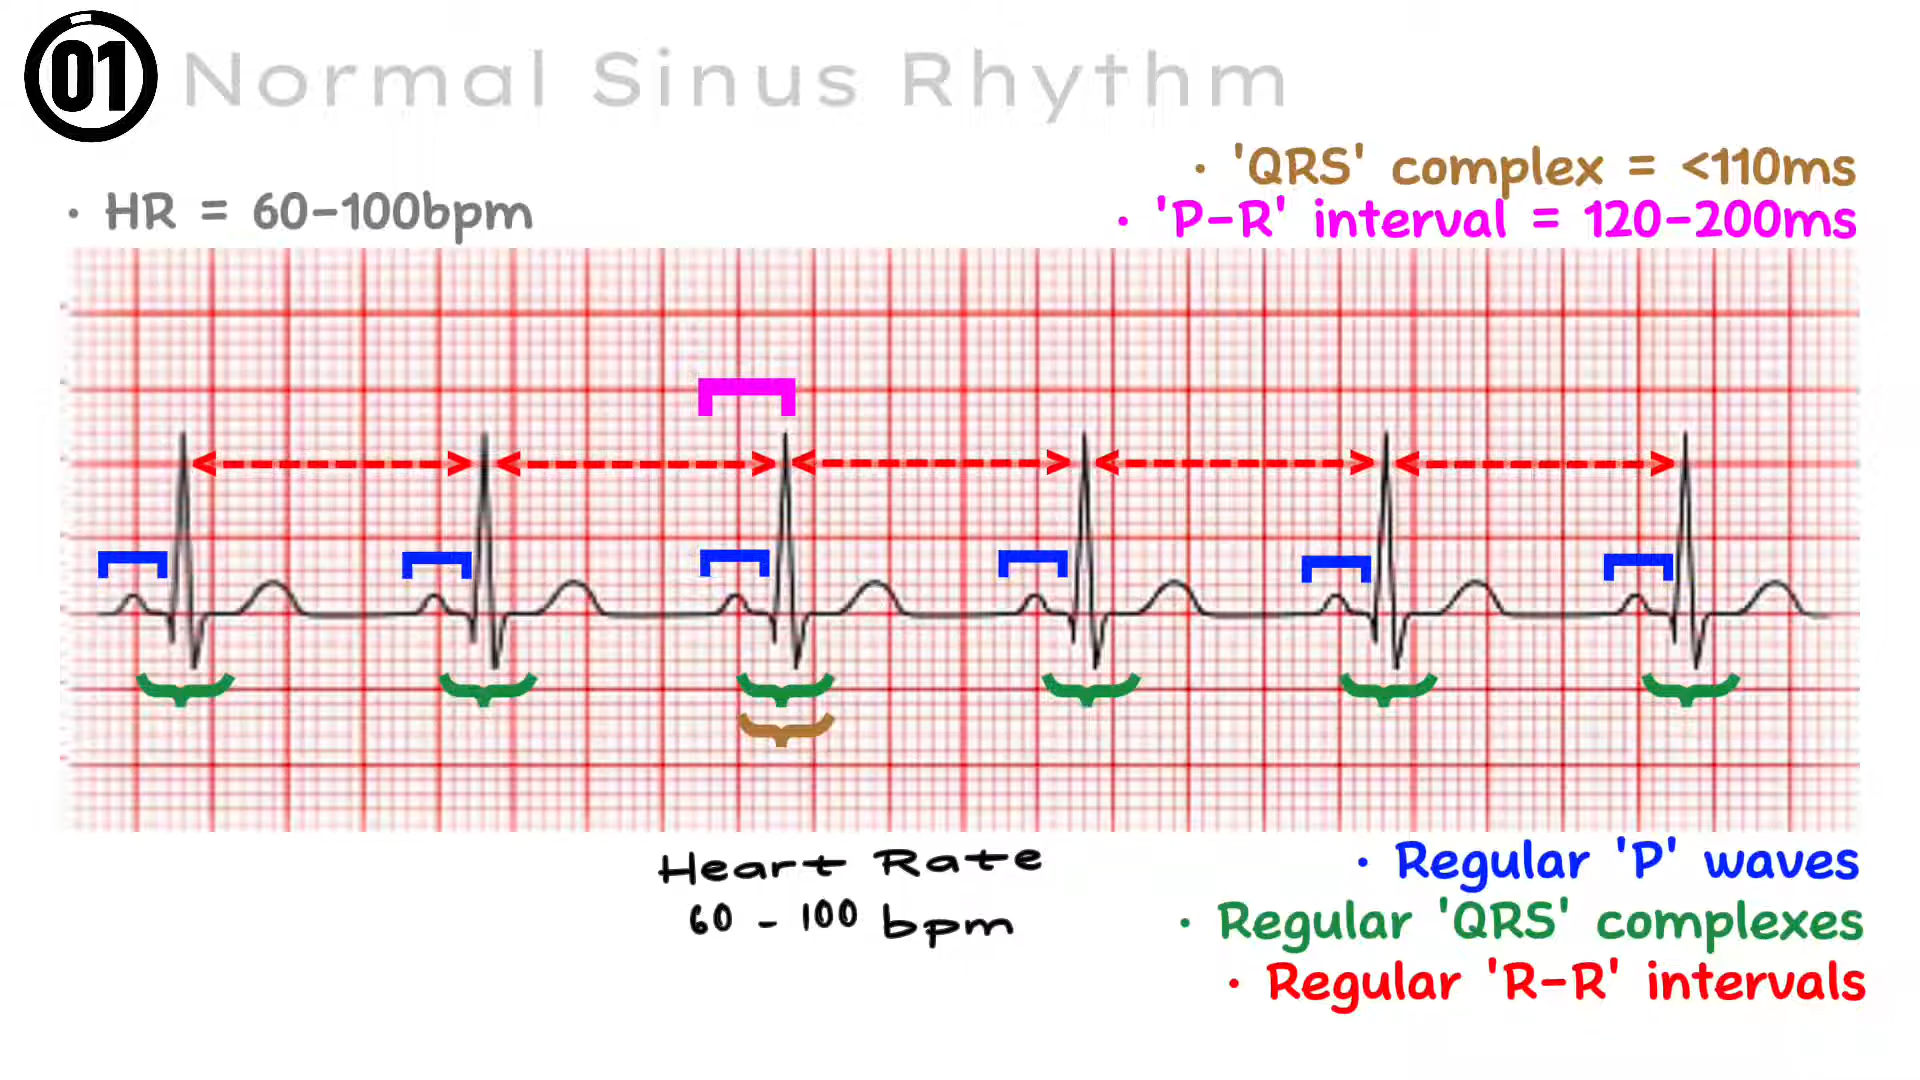 01 Normal Sinus Rhythm
• 'QRS' complex = <110ms
• HR = 60-100bpm
• 'P-R' interval = 120-200ms
Heart Rate
60 - 100 bpm
• Regular 'P' waves
• Regular 'QRS' complexes
• Regular 'R-R' intervals